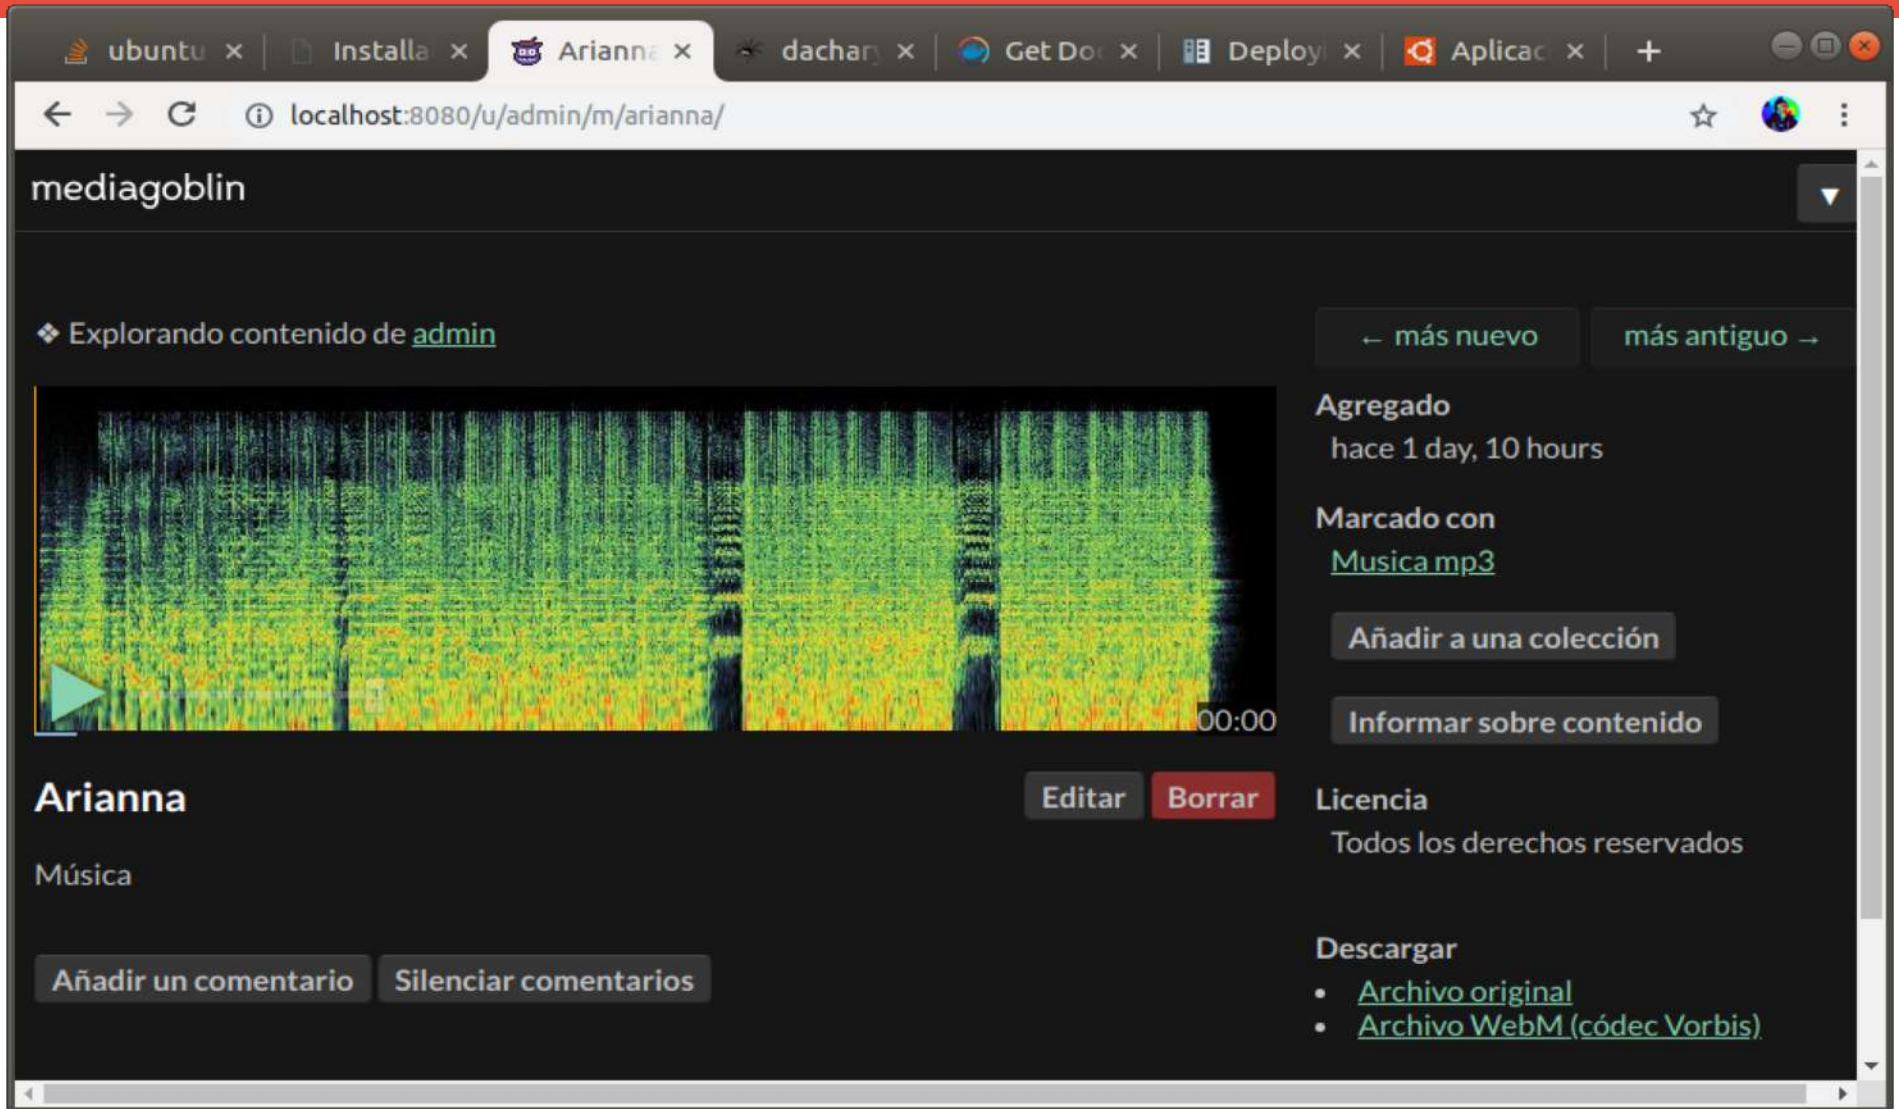 ubuntu Installa Arianna dachary Get Doc Deployi Aplicac
localhost:8080/u/admin/m/arianna/
mediagoblin
❖ Explorando contenido de admin
← más nuevo más antiguo →
00:00
Arianna
Editar Borrar
Música
Añadir un comentario Silenciar comentarios
Agregado
hace 1 day, 10 hours
Marcado con
Musica mp3
Añadir a una colección
Informar sobre contenido
Licencia
Todos los derechos reservados
Descargar
• Archivo original
• Archivo WebM (códec Vorbis)